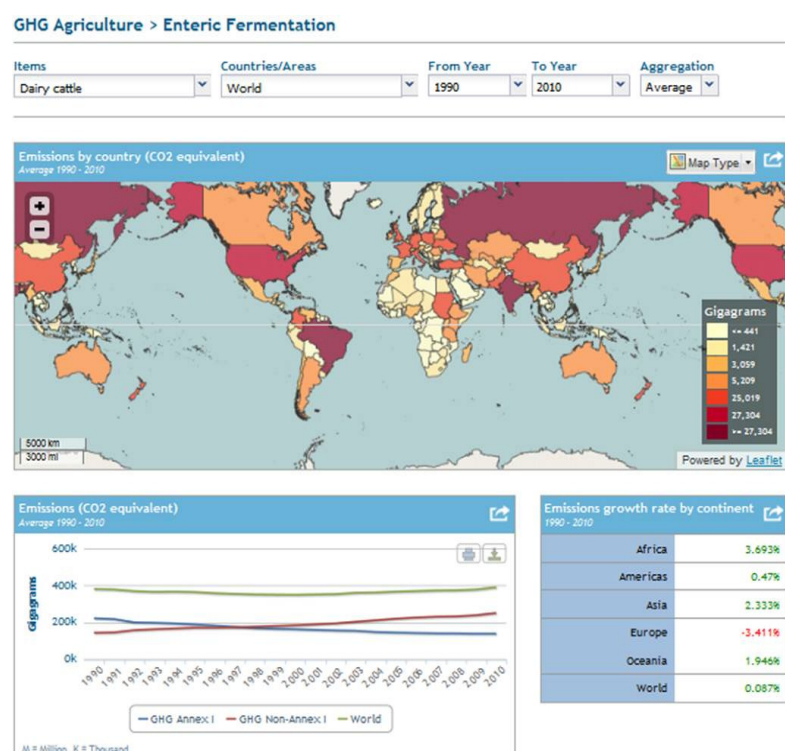 GHG Agriculture > Enteric Fermentation
Items Countries/Areas From Year To Year Aggregation
Dairy cattle World 1990 2010 Average
Emissions by country (CO2 equivalent)
Average 1990 - 2010
Map Type
+
−
Gigagrams
<= 441
1,421
3,059
5,209
25,019
27,304
>= 27,304
5000 km
3000 mi
Powered by Leaflet
Emissions (CO2 equivalent)
Average 1990 - 2010
600k
400k
200k
0k
Gigagrams
1990 1991 1992 1993 1994 1995 1996 1997 1998 1999 2000 2001 2002 2003 2004 2005 2006 2007 2008 2009 2010
GHG Annex I GHG Non-Annex I World
M = Million, K = Thousand
Emissions growth rate by continent
1990 - 2010
Africa 3.693%
Americas 0.47%
Asia 2.333%
Europe -3.411%
Oceania 1.946%
World 0.087%